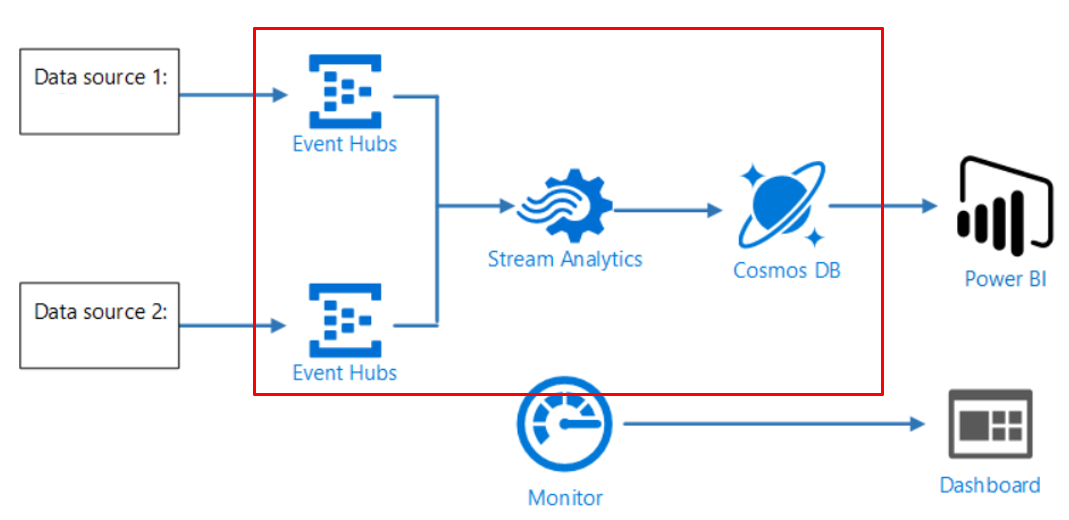 Data source 1:
Event Hubs
Stream Analytics
Cosmos DB
Power BI
Data source 2:
Event Hubs
Monitor
Dashboard